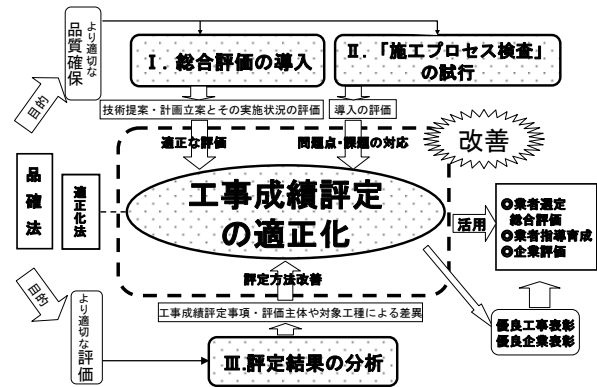 より適切な
品質確保
目的
Ⅰ．総合評価の導入
Ⅱ．「施工プロセス検査」
の試行
技術提案・計画立案とその実施状況の評価
導入の評価
適正な評価
問題点・課題の対応
改善
品確法
適正化法
工事成績評定
の適正化
活用
◎業者選定
総合評価
◎業者指導育成
◎企業評価
評定方法改善
目的
より適切な
評価
工事成績評定事項・評価主体や対象工種による差異
優良工事表彰
優良企業表彰
Ⅲ.評定結果の分析